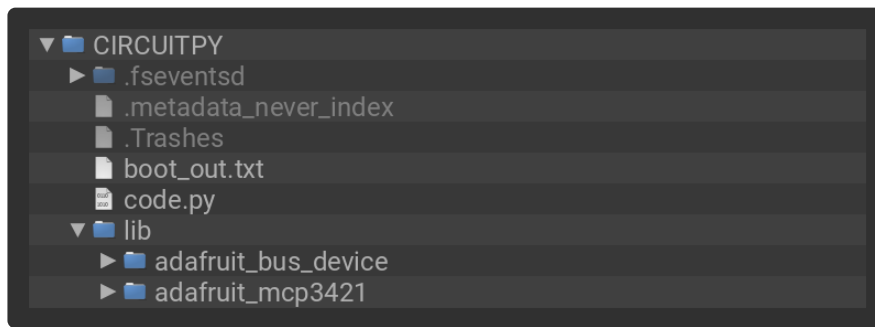 CIRCUITPY
.fseventsd
.metadata_never_index
.Trashes
boot_out.txt
code.py
lib
adafruit_bus_device
adafruit_mcp3421